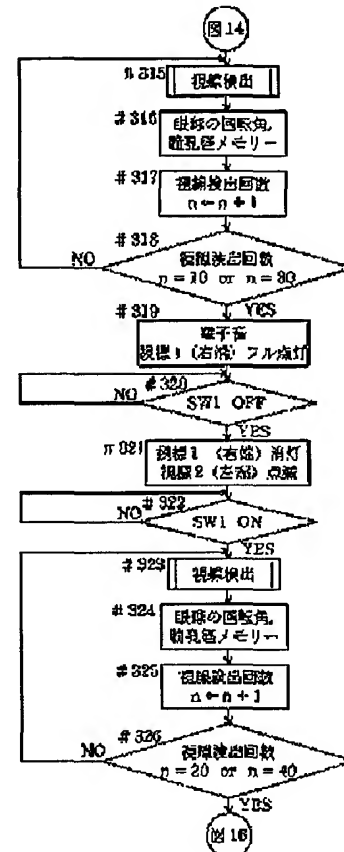 図14
#315
視線検出
#316
眼球の回転角,
瞳孔径メモリー
#317
視線検出回数
n←n+1
#318
視線検出回数
NO
n=10 or n=30
YES
#319
電子音
視標1(右端)フル点灯
#320
NO
SW1 OFF
YES
#321
視標1 (右端) 消灯
視標2 (左端) 点滅
#322
NO
SW1 ON
YES
#323
視線検出
#324
眼球の回転角,
瞳孔径メモリー
#325
視線検出回数
n←n+1
#326
視線検出回数
NO
n=20 or n=40
YES
図16